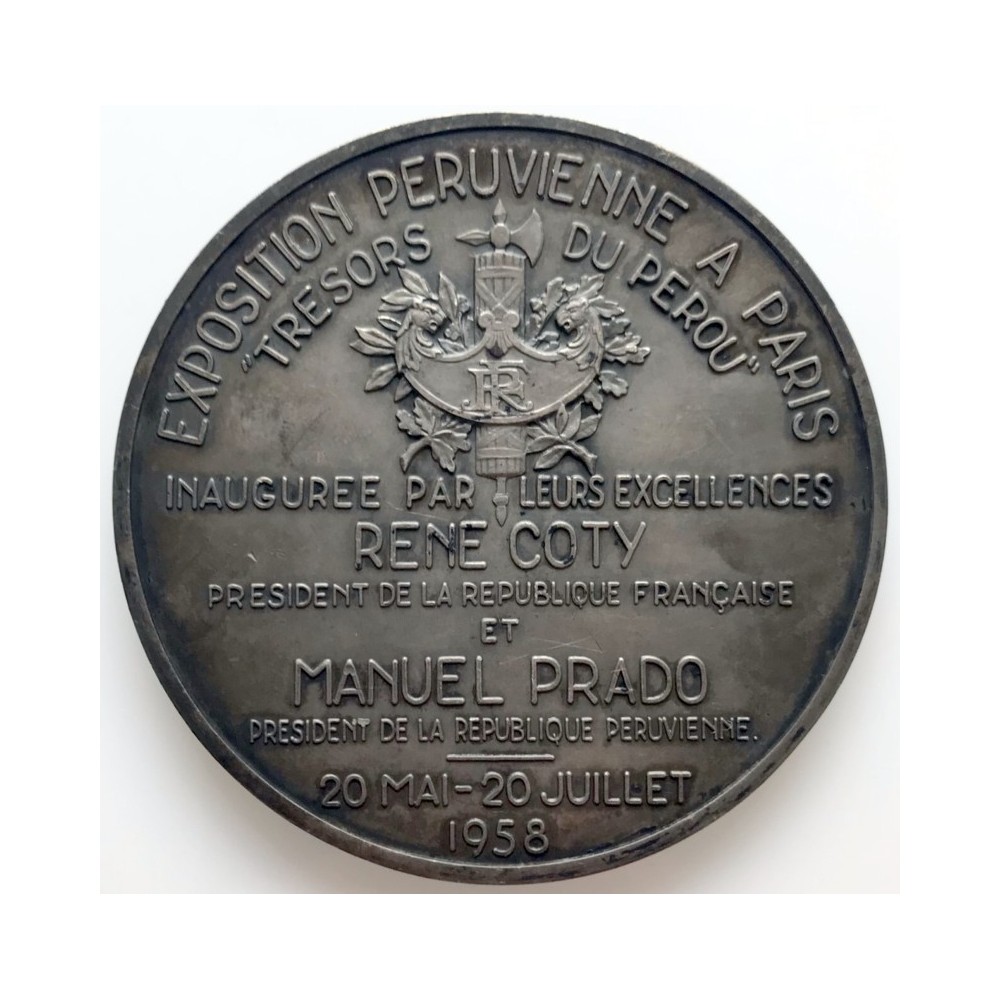 EXPOSITION PERUVIENNE A PARIS
"TRESORS DU PEROU"
RF
INAUGUREE PAR LEURS EXCELLENCES
RENE COTY
PRESIDENT DE LA REPUBLIQUE FRANÇAISE
ET
MANUEL PRADO
PRESIDENT DE LA REPUBLIQUE PERUVIENNE.
20 MAI-20 JUILLET
1958